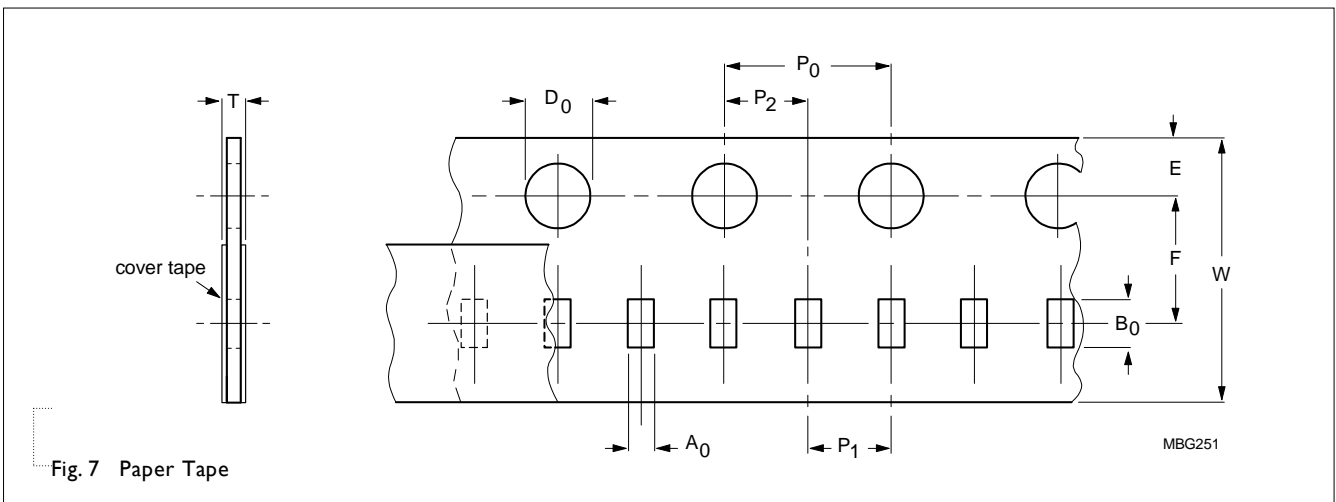 P0
T
D0
P2
E
F
W
cover tape
B0
A0
P1
MBG251
Fig. 7 Paper Tape